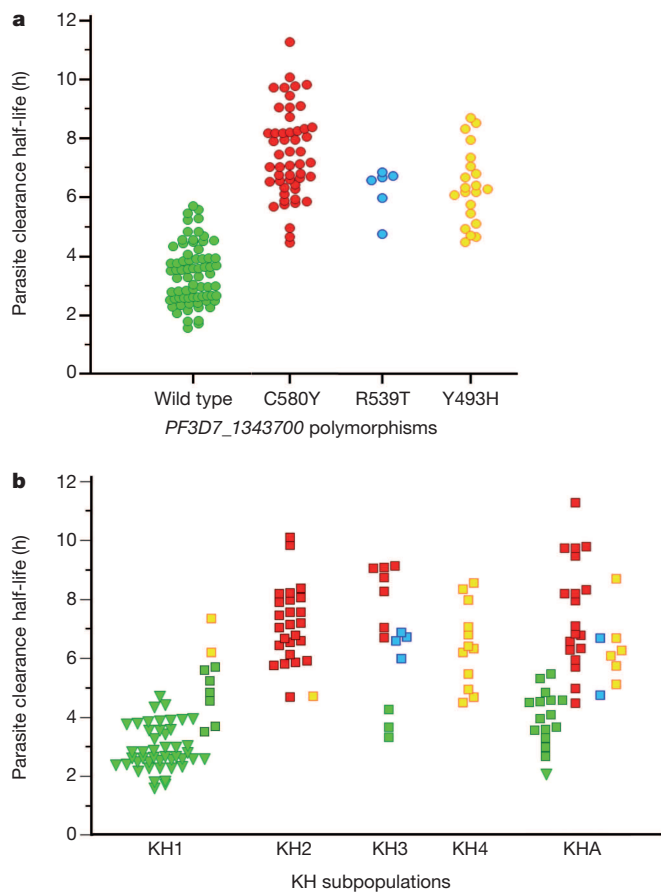 a
12
10
8
6
4
2
0
Parasite clearance half-life (h)
Wild type C580Y R539T Y493H
PF3D7_1343700 polymorphisms
b
12
10
8
6
4
2
0
Parasite clearance half-life (h)
KH1 KH2 KH3 KH4 KHA
KH subpopulations